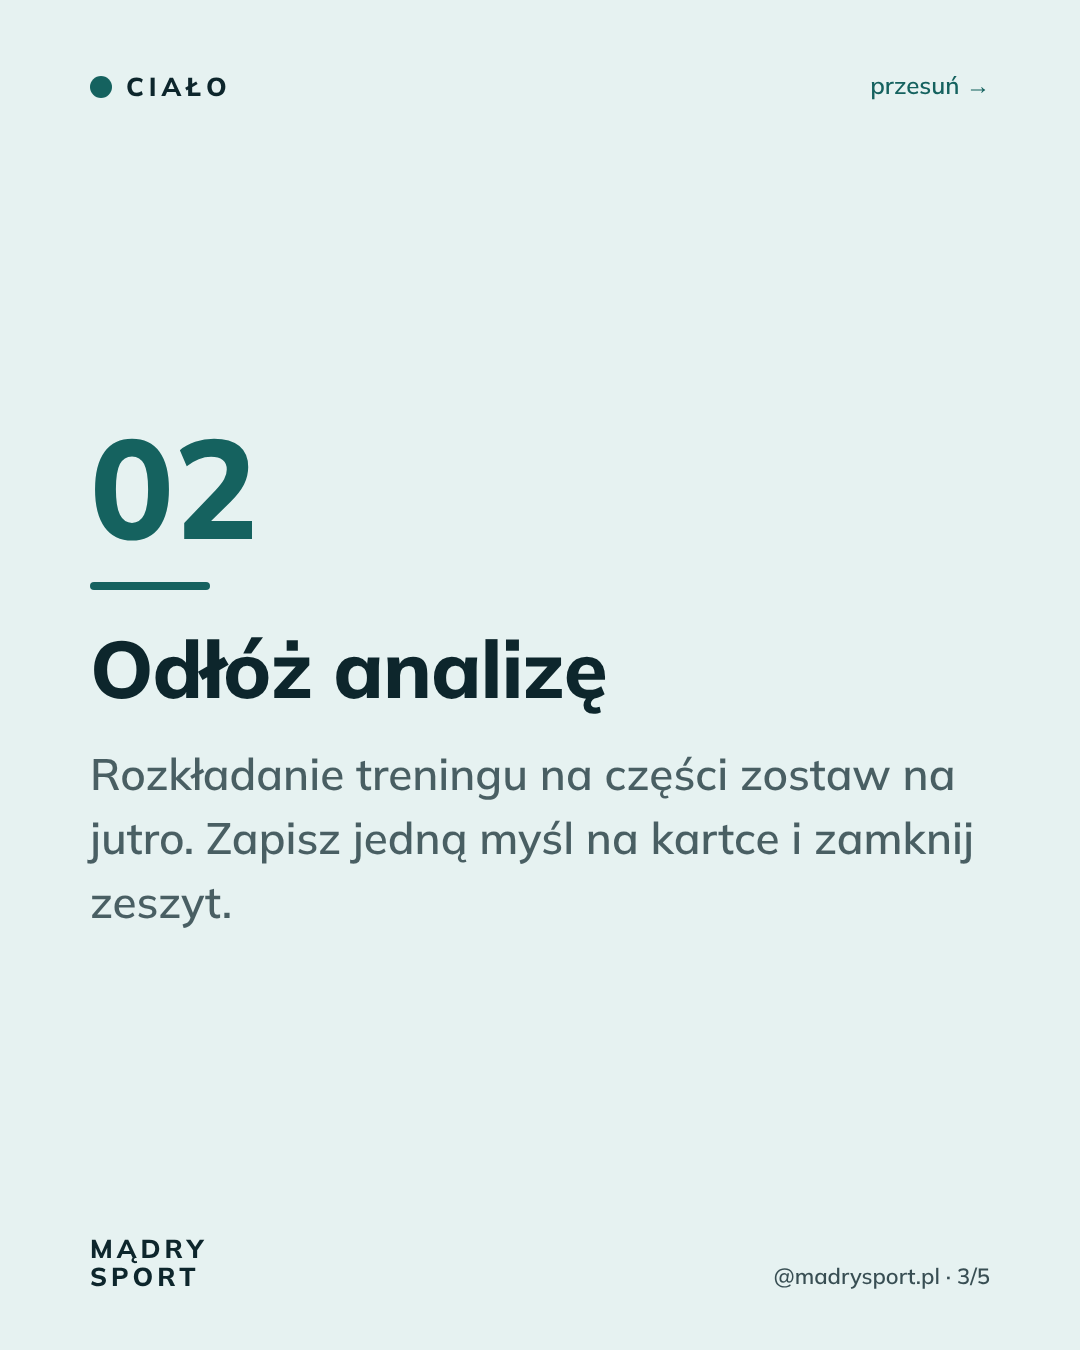 CIAŁO
przesuń →
02
Odłóż analizę
Rozkładanie treningu na części zostaw na
jutro. Zapisz jedną myśl na kartce i zamknij
zeszyt.
MĄDRY
SPORT
@madrysport.pl · 3/5